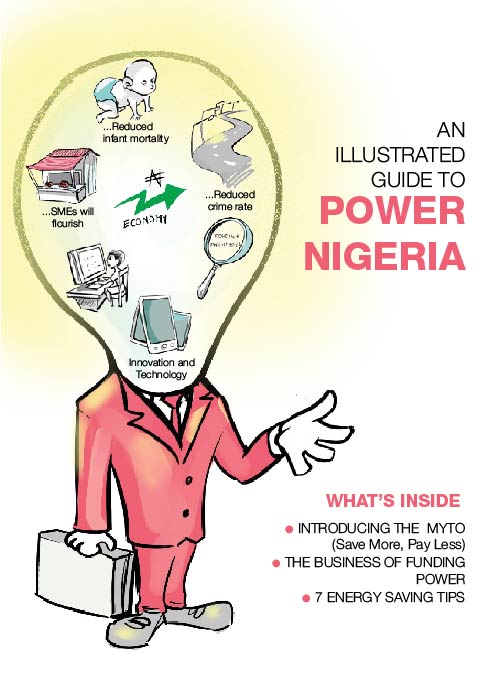 AN
ILLUSTRATED
GUIDE TO
POWER
NIGERIA
...Reduced
infant mortality
...Reduced
crime rate
...SMEs will
flourish
₦
ECONOMY
FOREIGN
Innovation and
Technology
WHAT'S INSIDE
● INTRODUCING THE MYTO
(Save More, Pay Less)
● THE BUSINESS OF FUNDING
POWER
● 7 ENERGY SAVING TIPS